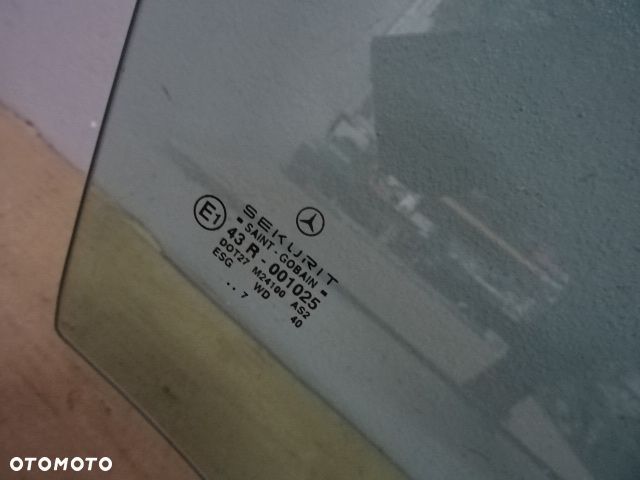 SEKURIT
SAINT - GOBAIN
E1
43 R - 001025
DOT27 M24100 AS2
ESG WD 40
.. 7
OTOMOTO